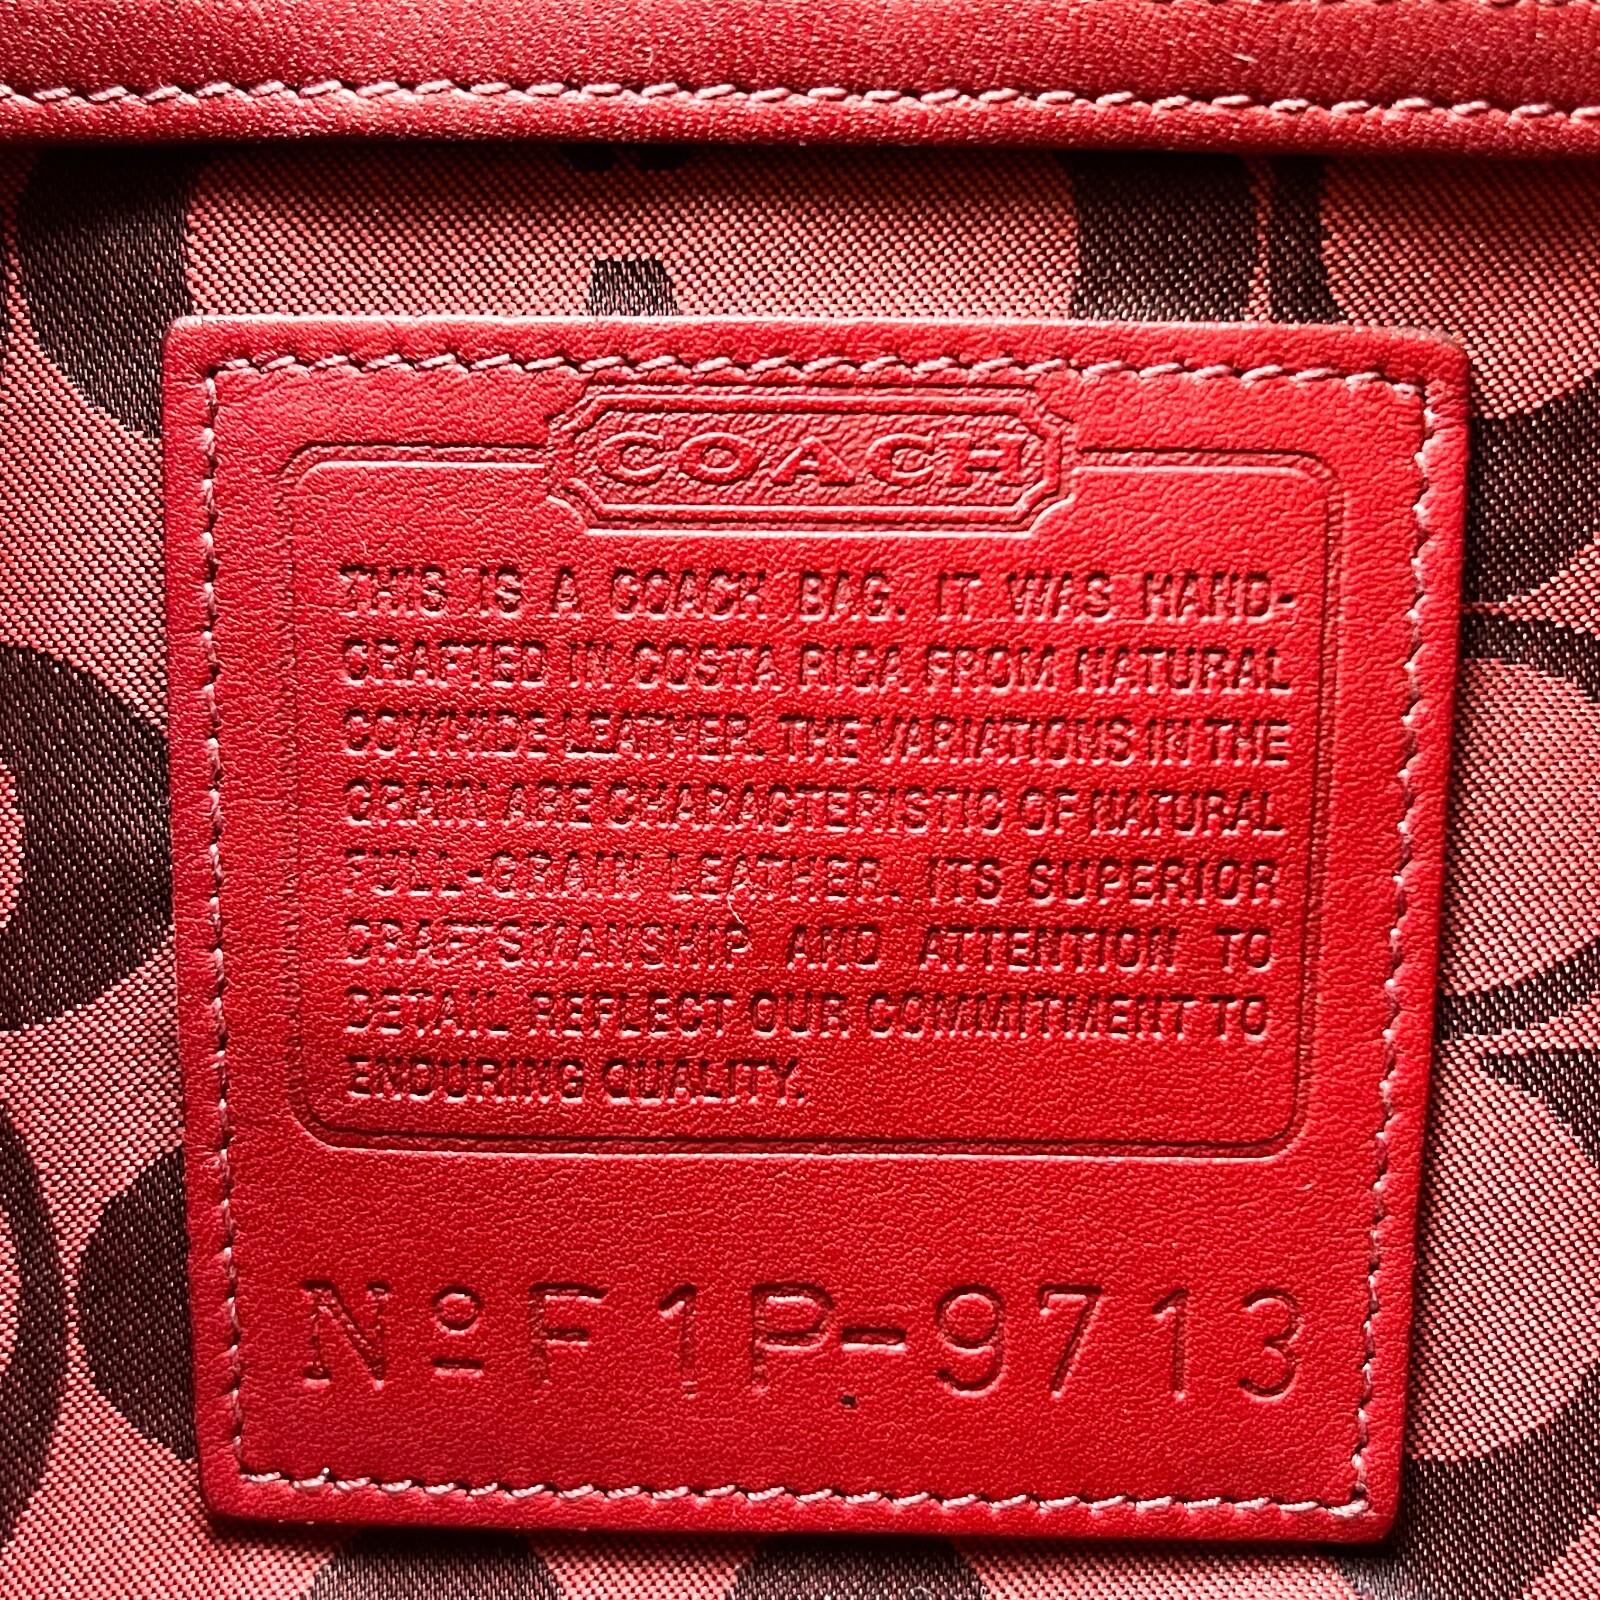 COACH
THIS IS A COACH BAG. IT WAS HAND-
CRAFTED IN COSTA RICA FROM NATURAL
COWHIDE LEATHER. THE VARIATIONS IN THE
GRAIN ARE CHARACTERISTIC OF NATURAL
FULL-GRAIN LEATHER. ITS SUPERIOR
CRAFTSMANSHIP AND ATTENTION TO
DETAIL REFLECT OUR COMMITMENT TO
ENDURING QUALITY.
Nº F1P-9713